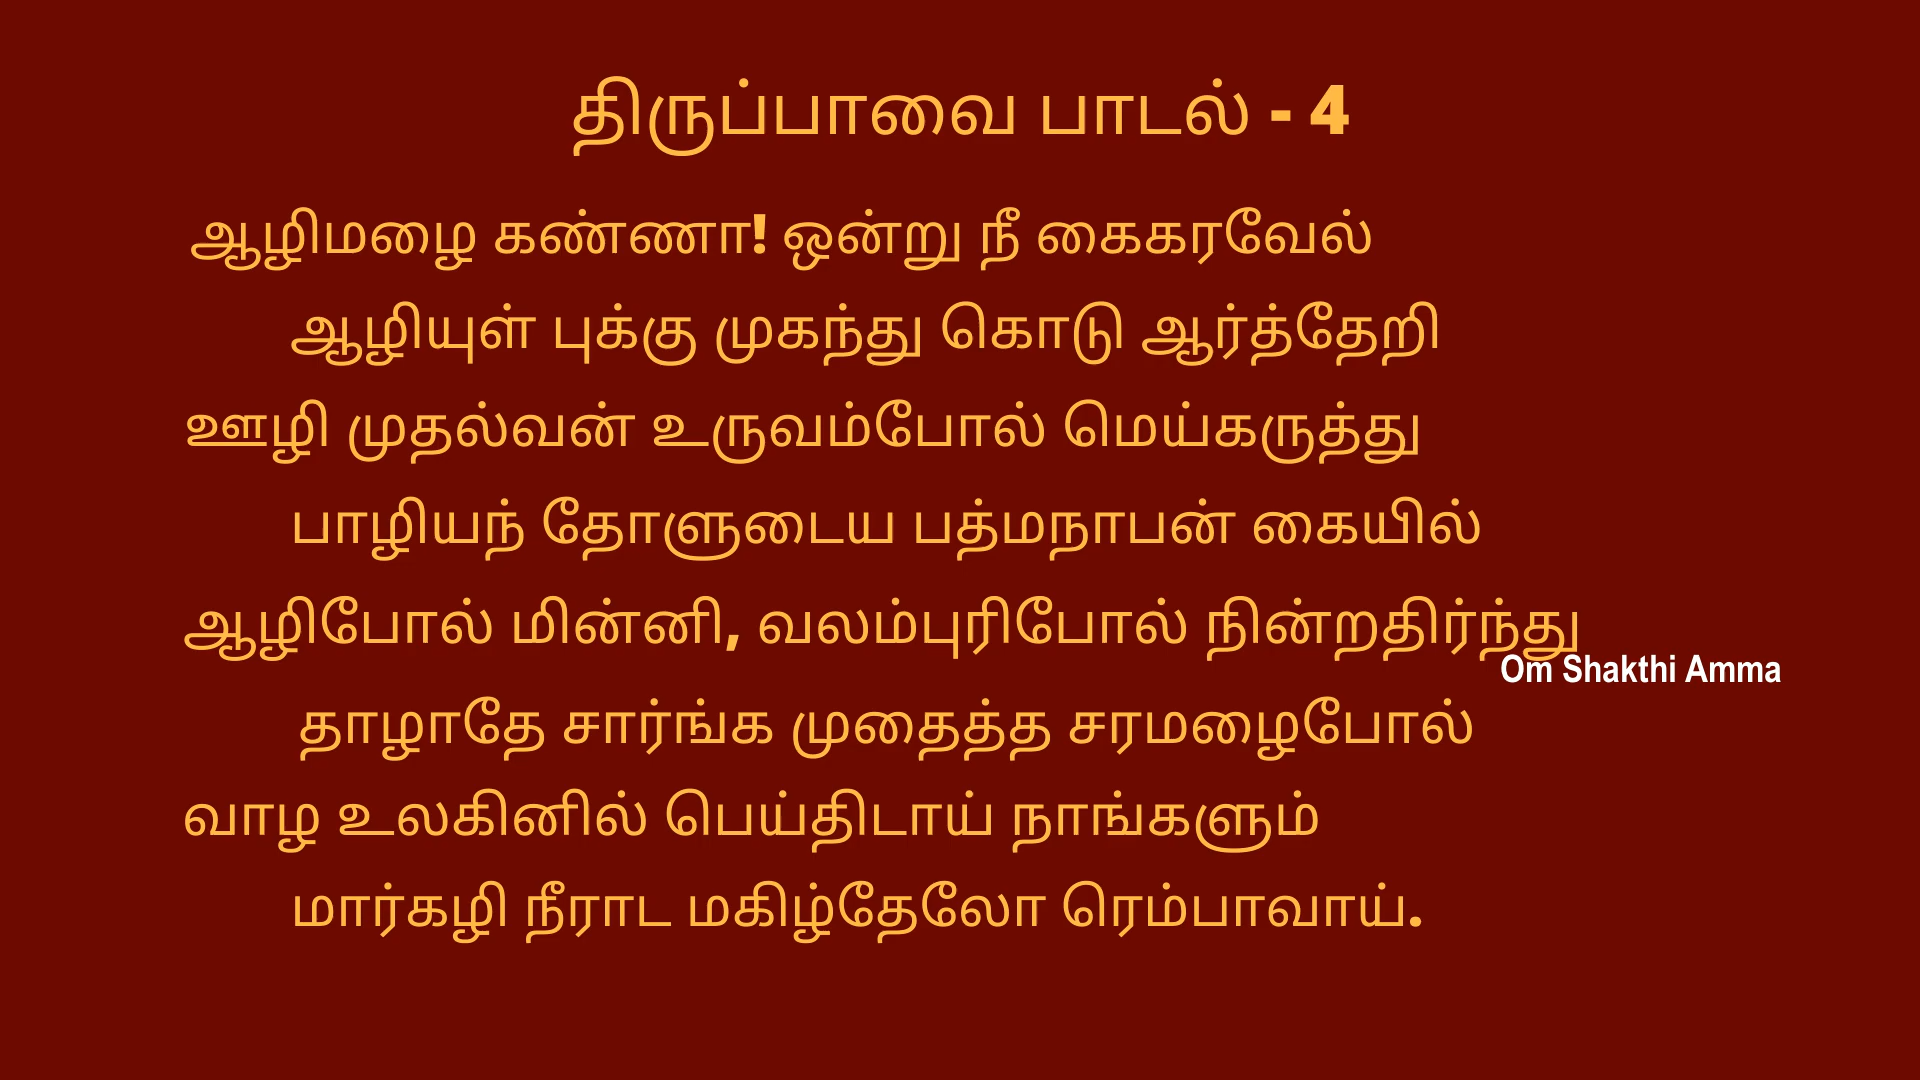 திருப்பாவை பாடல் - 4
ஆழிமழை கண்ணா! ஒன்று நீ கைகரவேல்
ஆழியுள் புக்கு முகந்து கொடு ஆர்த்தேறி
ஊழி முதல்வன் உருவம்போல் மெய்கருத்து
பாழியந் தோளுடைய பத்மநாபன் கையில்
ஆழிபோல் மின்னி, வலம்புரிபோல் நின்றதிர்ந்து
Om Shakthi Amma
தாழாதே சார்ங்க முதைத்த சரமழைபோல்
வாழ உலகினில் பெய்திடாய் நாங்களும்
மார்கழி நீராட மகிழ்தேலோ ரெம்பாவாய்.